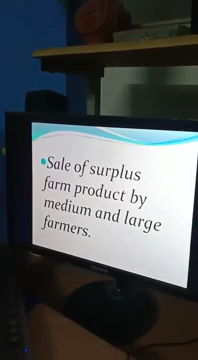 Sale of surplus
farm product by
medium and large
farmers.